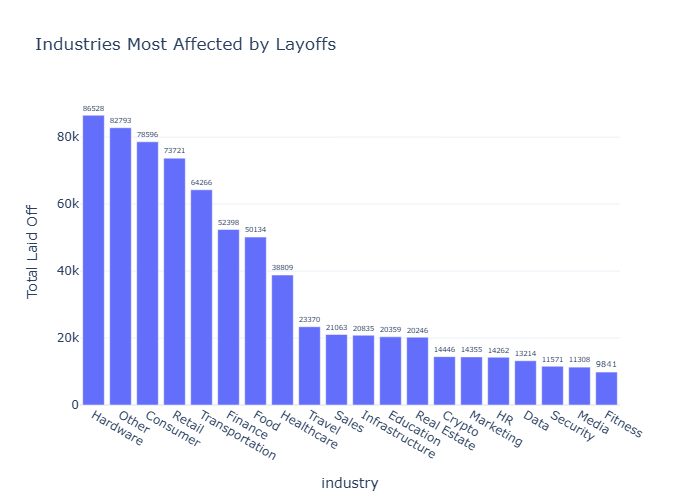 Industries Most Affected by Layoffs
86528
82793
78596
73721
64266
52398
50134
38809
23370
21063
20835
20359
20246
14446
14355
14262
13214
11571
11308
9841
80k
60k
40k
20k
0
Total Laid Off
Hardware
Other
Consumer
Retail
Transportation
Finance
Food
Healthcare
Travel
Sales
Infrastructure
Education
Real Estate
Crypto
Marketing
HR
Data
Security
Media
Fitness
industry